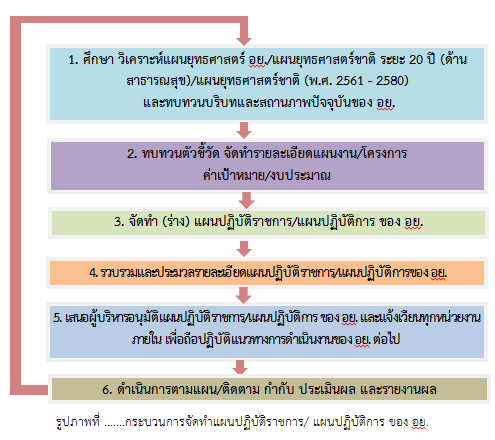 1. ศึกษา วิเคราะห์แผนยุทธศาสตร์ อย./แผนยุทธศาสตร์ชาติ ระยะ 20 ปี (ด้าน
สาธารณสุข)/แผนยุทธศาสตร์ชาติ (พ.ศ. 2561 - 2580)
และทบทวนบริบทและสถานภาพปัจจุบันของ อย.
2. ทบทวนตัวชี้วัด จัดทำรายละเอียดแผนงาน/โครงการ
ค่าเป้าหมาย/งบประมาณ
3. จัดทำ (ร่าง) แผนปฏิบัติราชการ/แผนปฏิบัติการ ของ อย.
4. รวบรวมและประมวลรายละเอียดแผนปฏิบัติราชการ/แผนปฏิบัติการของ อย.
5. เสนอผู้บริหารอนุมัติแผนปฏิบัติราชการ/แผนปฏิบัติการ ของ อย. และแจ้งเวียนทุกหน่วยงาน
ภายใน เพื่อถือปฏิบัติแนวทางการดำเนินงานของ อย. ต่อไป
6. ดำเนินการตามแผน/ติดตาม กำกับ ประเมินผล และรายงานผล
รูปภาพที่ .......กระบวนการจัดทำแผนปฏิบัติราชการ/ แผนปฏิบัติการ ของ อย.